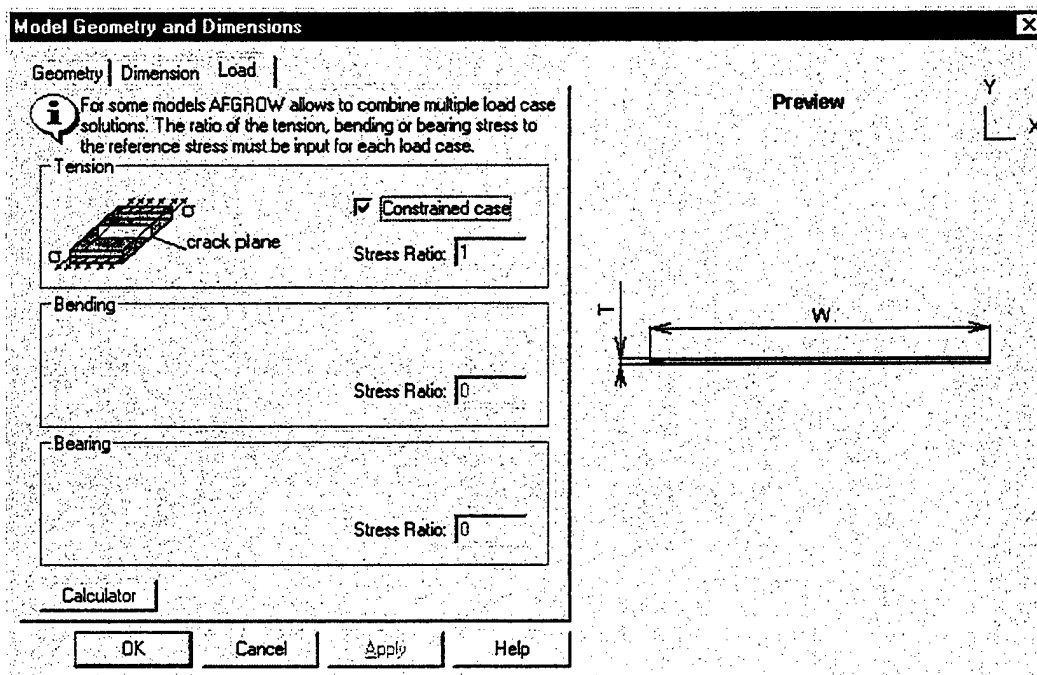 Model Geometry and Dimensions
Geometry Dimension Load
For some models AFGROW allows to combine multiple load case
solutions. The ratio of the tension, bending or bearing stress to
the reference stress must be input for each load case.
Tension
σ
Constrained case
crack plane
σ
Stress Ratio: 1
Bending
Stress Ratio: 0
Bearing
Stress Ratio: 0
Calculator
OK Cancel Apply Help
Preview
Y
X
T
W